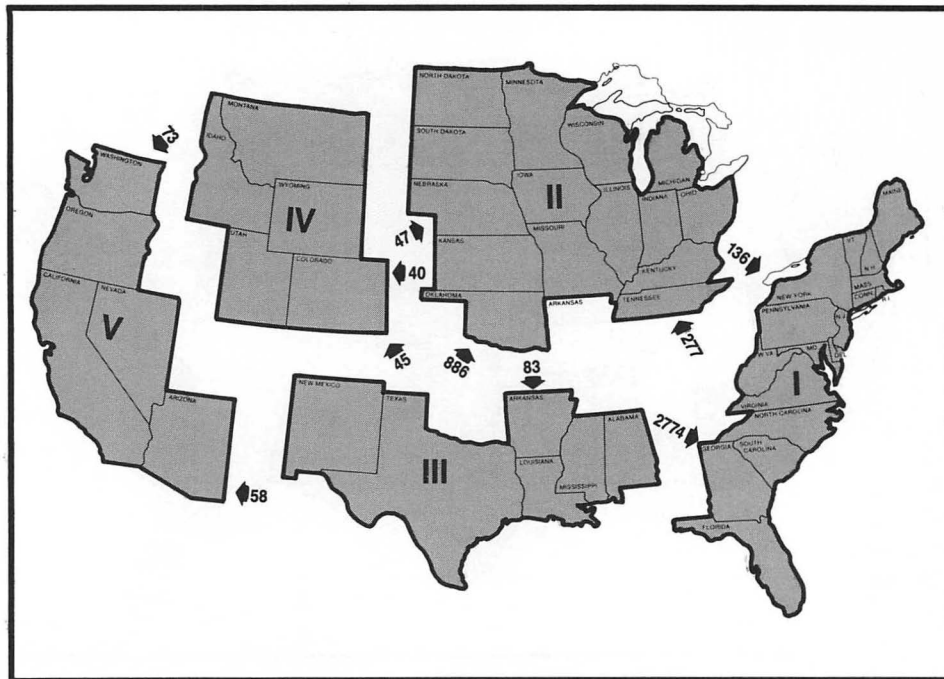 73
WASHINGTON
OREGON
CALIFORNIA
NEVADA
V
ARIZONA
58
MONTANA
IDAHO
WYOMING
IV
UTAH
COLORADO
47
40
45
NORTH DAKOTA
MINNESOTA
SOUTH DAKOTA
WISCONSIN
NEBRASKA
IOWA
II
ILLINOIS
INDIANA
MICHIGAN
OHIO
KANSAS
MISSOURI
KENTUCKY
OKLAHOMA
ARKANSAS
TENNESSEE
886
83
277
136
NEW MEXICO
TEXAS
ARKANSAS
ALABAMA
LOUISIANA
III
MISSISSIPPI
2774
MAINE
VT
N.H.
NEW YORK
MASS
CONN
R.I.
PENNSYLVANIA
N.J.
W.VA
MD
DEL
I
VIRGINIA
NORTH CAROLINA
GEORGIA
SOUTH
CAROLINA
FLORIDA